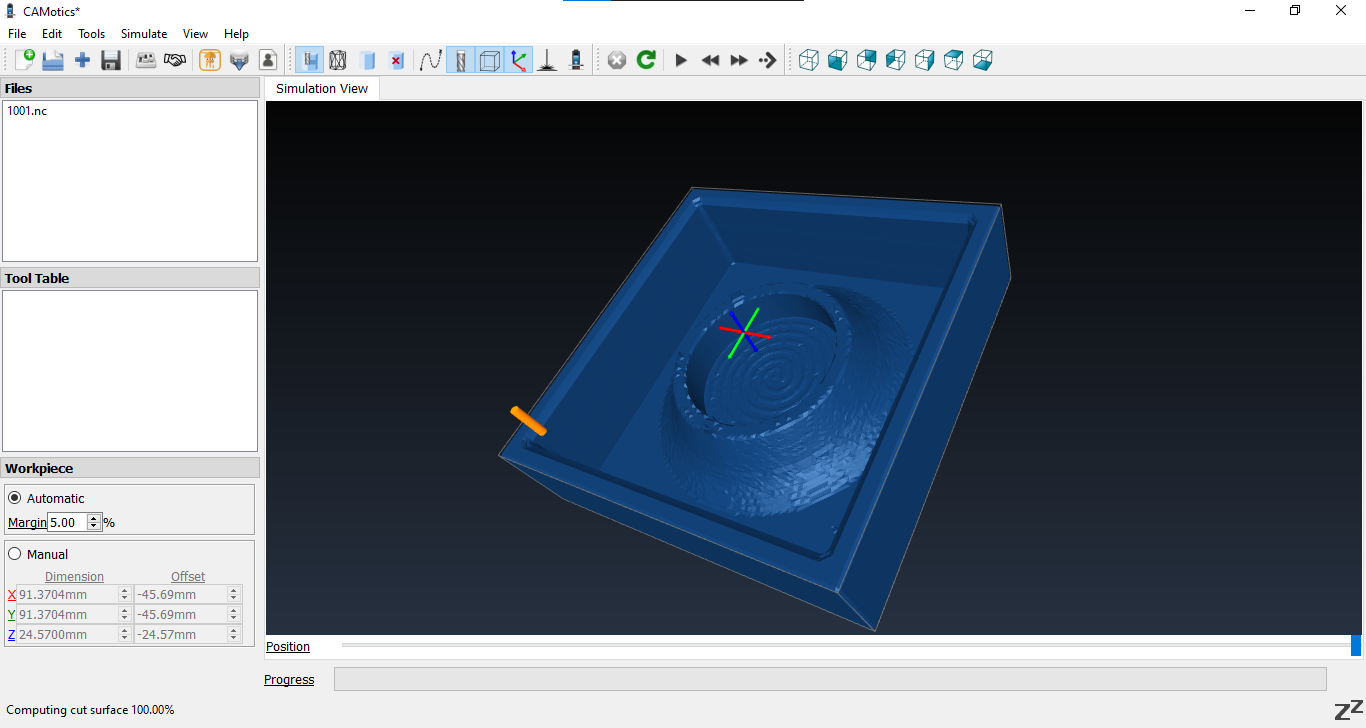 CAMotics*
File Edit Tools Simulate View Help
Files
Simulation View
1001.nc
Tool Table
Workpiece
Automatic
Margin 5.00 %
Manual
Dimension Offset
X 91.3704mm -45.69mm
Y 91.3704mm -45.69mm
Z 24.5700mm -24.57mm
Position
Progress
Computing cut surface 100.00%
zz